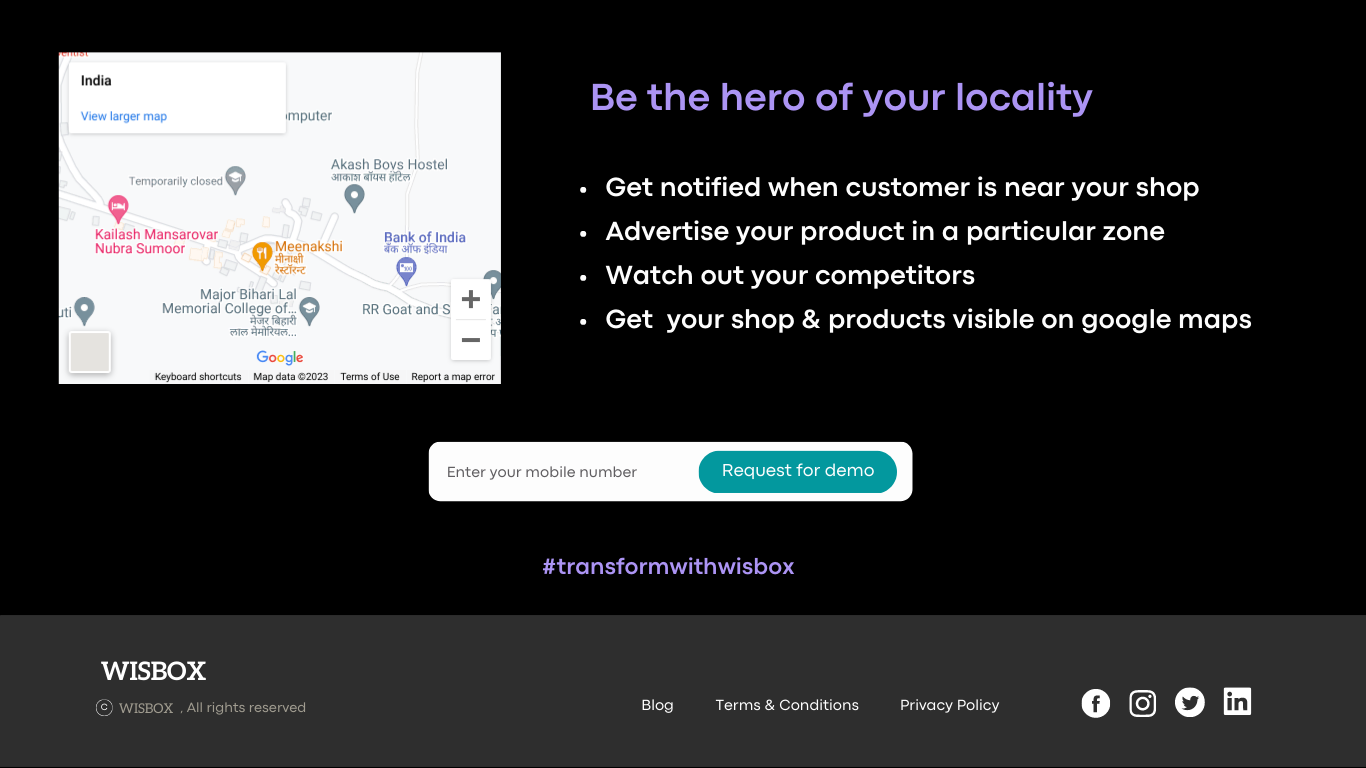 India
View larger map
omputer
Akash Boys Hostel
आकाश बॉयस हॉटिल
Temporarily closed
Kailash Mansarovar
Nubra Sumoor
Meenakshi
मीनाक्षी
रेस्टॉरन्ट
Bank of India
बैंक ऑफ इंडिया
Major Bihari Lal
Memorial College of...
मेजर बिहारी
लाल मेमोरियल...
RR Goat and S
uti
Google
Keyboard shortcuts Map data ©2023 Terms of Use Report a map error
Be the hero of your locality
• Get notified when customer is near your shop
• Advertise your product in a particular zone
• Watch out your competitors
• Get  your shop & products visible on google maps
Enter your mobile number Request for demo
#transformwithwisbox
WISBOX
© WISBOX , All rights reserved
Blog Terms & Conditions Privacy Policy